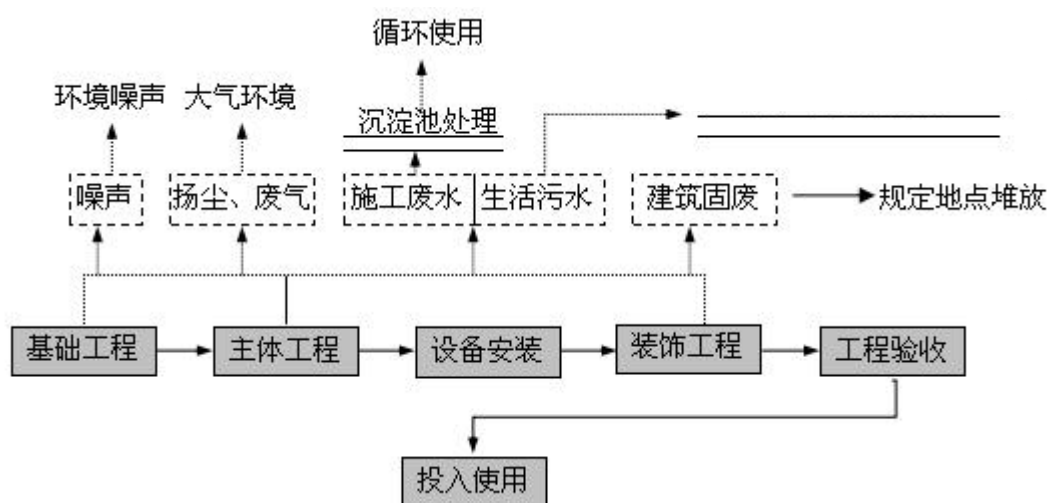 循环使用
环境噪声 大气环境
沉淀池处理
噪声 扬尘、废气 施工废水 生活污水 建筑固废 规定地点堆放
基础工程 主体工程 设备安装 装饰工程 工程验收
投入使用